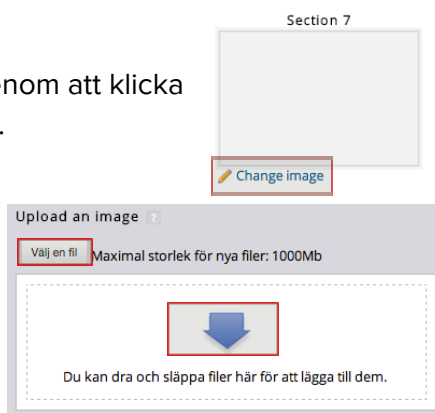 Section 7
enom att klicka
.
Change image
Upload an image ?
Välj en fil Maximal storlek för nya filer: 1000Mb
Du kan dra och släppa filer här för att lägga till dem.